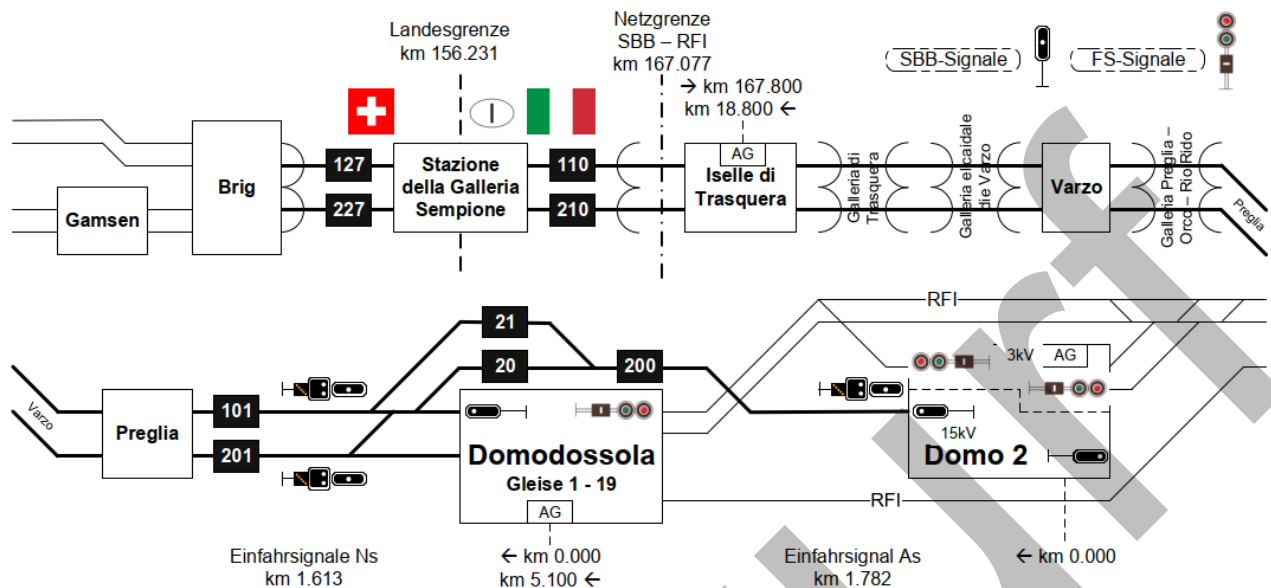 Landesgrenze
km 156.231
Netzgrenze
SBB – RFI
km 167.077
→ km 167.800
km 18.800 ←
SBB-Signale
FS-Signale
I
Gamsen
Brig
127
227
Stazione
della Galleria
Sempione
110
210
AG
Iselle di
Trasquera
Galleria di
Trasquera
Galleria elicaidale
die Varzo
Varzo
Galleria Preglia –
Orco – Rio Rido
Preglia
Varzo
Preglia
101
201
21
20
200
Domodossola
Gleise 1 - 19
AG
RFI
RFI
3kV
AG
15kV
Domo 2
Einfahrsignale Ns
km 1.613
← km 0.000
km 5.100 ←
Einfahrsignal As
km 1.782
← km 0.000